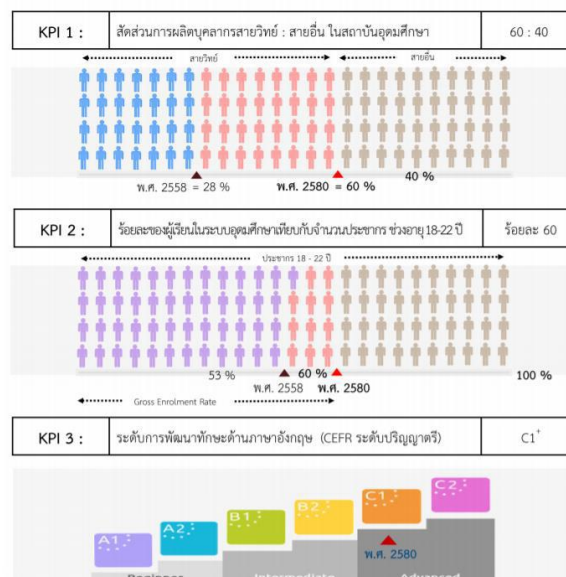 KPI 1 : สัดส่วนการผลิตบุคลากรสายวิทย์ : สายอื่น ในสถาบันอุดมศึกษา 60 : 40
สายวิทย์ สายอื่น
40 %
พ.ศ. 2558 = 28 % พ.ศ. 2580 = 60 %
KPI 2 : ร้อยละของผู้เรียนในระบบอุดมศึกษาเทียบกับจำนวนประชากร ช่วงอายุ 18-22 ปี ร้อยละ 60
ประชากร 18 - 22 ปี
53 % 60 % 100 %
พ.ศ. 2558 พ.ศ. 2580
Gross Enrolment Rate
KPI 3 : ระดับการพัฒนาทักษะด้านภาษาอังกฤษ (CEFR ระดับปริญญาตรี) C1+
A1 A2 B1 B2 C1 C2
พ.ศ. 2580